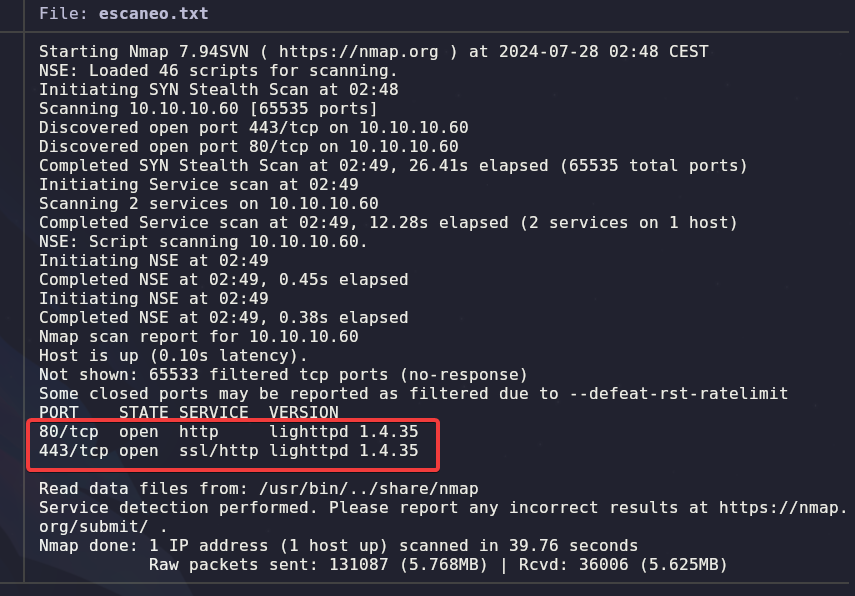 File: escaneo.txt
Starting Nmap 7.94SVN ( https://nmap.org ) at 2024-07-28 02:48 CEST
NSE: Loaded 46 scripts for scanning.
Initiating SYN Stealth Scan at 02:48
Scanning 10.10.10.60 [65535 ports]
Discovered open port 443/tcp on 10.10.10.60
Discovered open port 80/tcp on 10.10.10.60
Completed SYN Stealth Scan at 02:49, 26.41s elapsed (65535 total ports)
Initiating Service scan at 02:49
Scanning 2 services on 10.10.10.60
Completed Service scan at 02:49, 12.28s elapsed (2 services on 1 host)
NSE: Script scanning 10.10.10.60.
Initiating NSE at 02:49
Completed NSE at 02:49, 0.45s elapsed
Initiating NSE at 02:49
Completed NSE at 02:49, 0.38s elapsed
Nmap scan report for 10.10.10.60
Host is up (0.10s latency).
Not shown: 65533 filtered tcp ports (no-response)
Some closed ports may be reported as filtered due to --defeat-rst-ratelimit
PORT    STATE SERVICE  VERSION
80/tcp  open  http     lighttpd 1.4.35
443/tcp open  ssl/http lighttpd 1.4.35
Read data files from: /usr/bin/../share/nmap
Service detection performed. Please report any incorrect results at https://nmap.
org/submit/ .
Nmap done: 1 IP address (1 host up) scanned in 39.76 seconds
           Raw packets sent: 131087 (5.768MB) | Rcvd: 36006 (5.625MB)